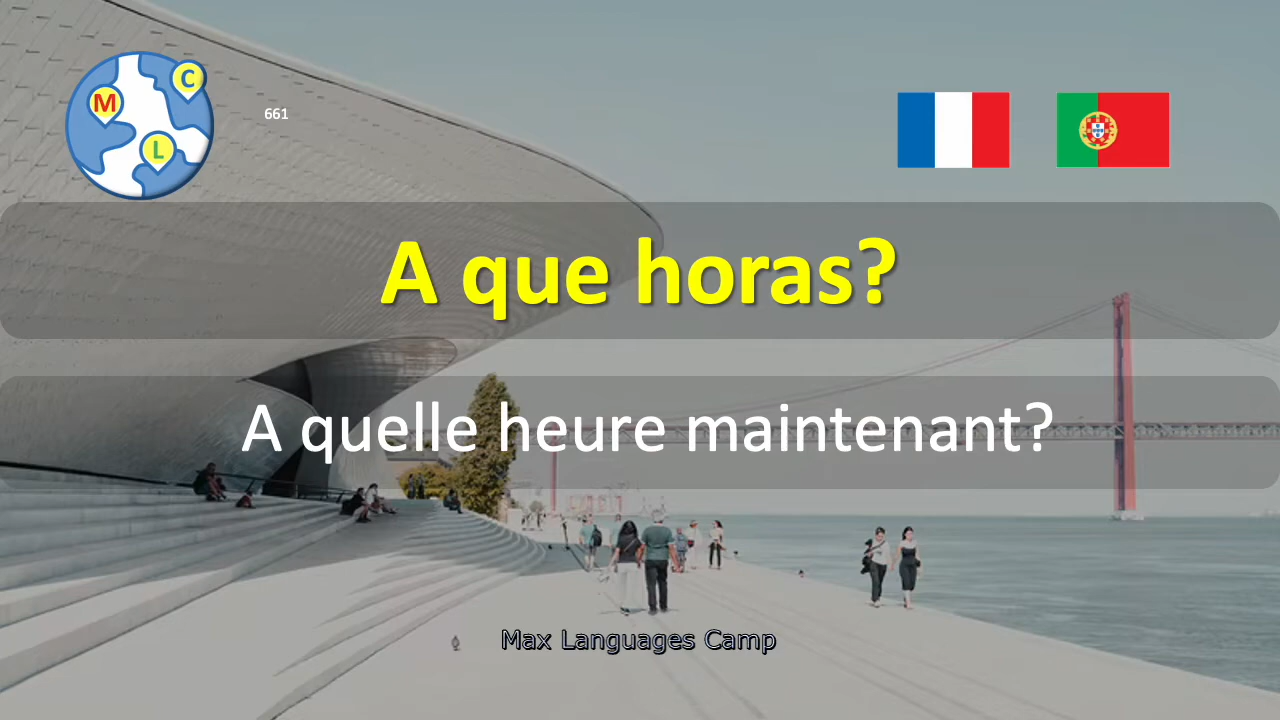 C
M
L
661
A que horas?
A quelle heure maintenant?
Max Languages Camp